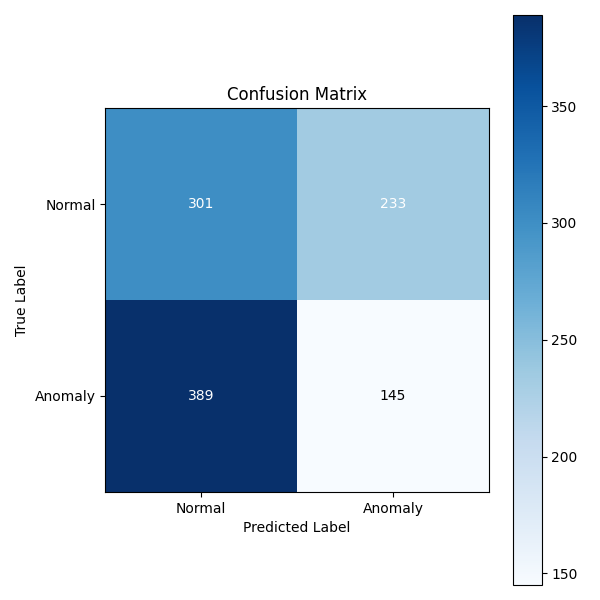 Confusion Matrix
350
Normal
301
233
300
True Label
250
Anomaly
389
145
200
Normal
Anomaly
Predicted Label
150